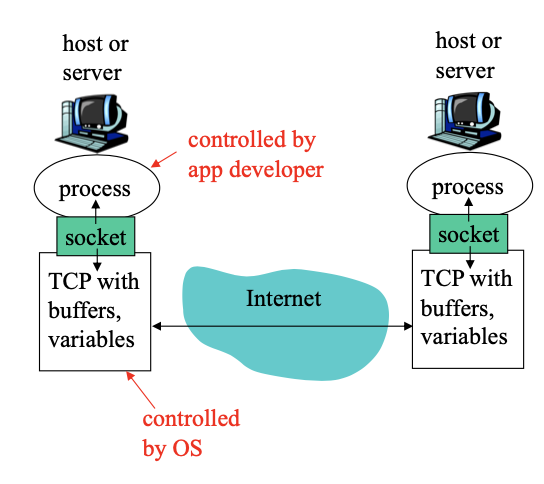 host or
server
controlled by
app developer
process
socket
TCP with
buffers,
variables
controlled
by OS
Internet
host or
server
process
socket
TCP with
buffers,
variables